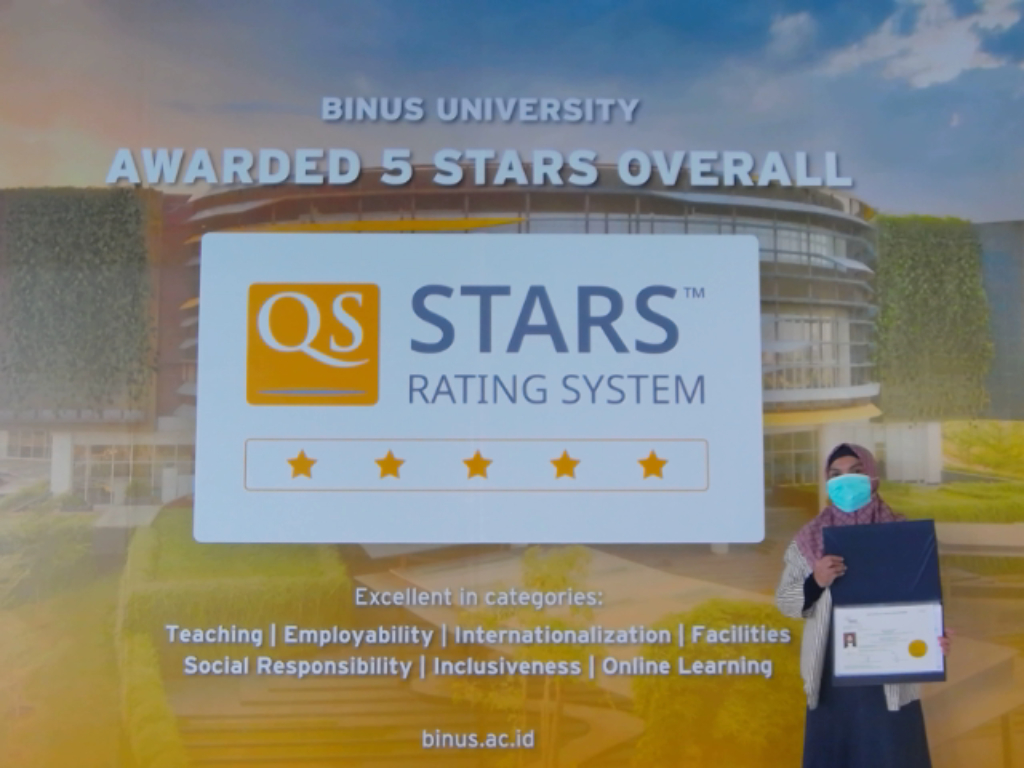 BINUS UNIVERSITY
AWARDED 5 STARS OVERALL
QS
STARS™
RATING SYSTEM
Excellent in categories:
Teaching | Employability | Internationalization | Facilities
Social Responsibility | Inclusiveness | Online Learning
binus.ac.id